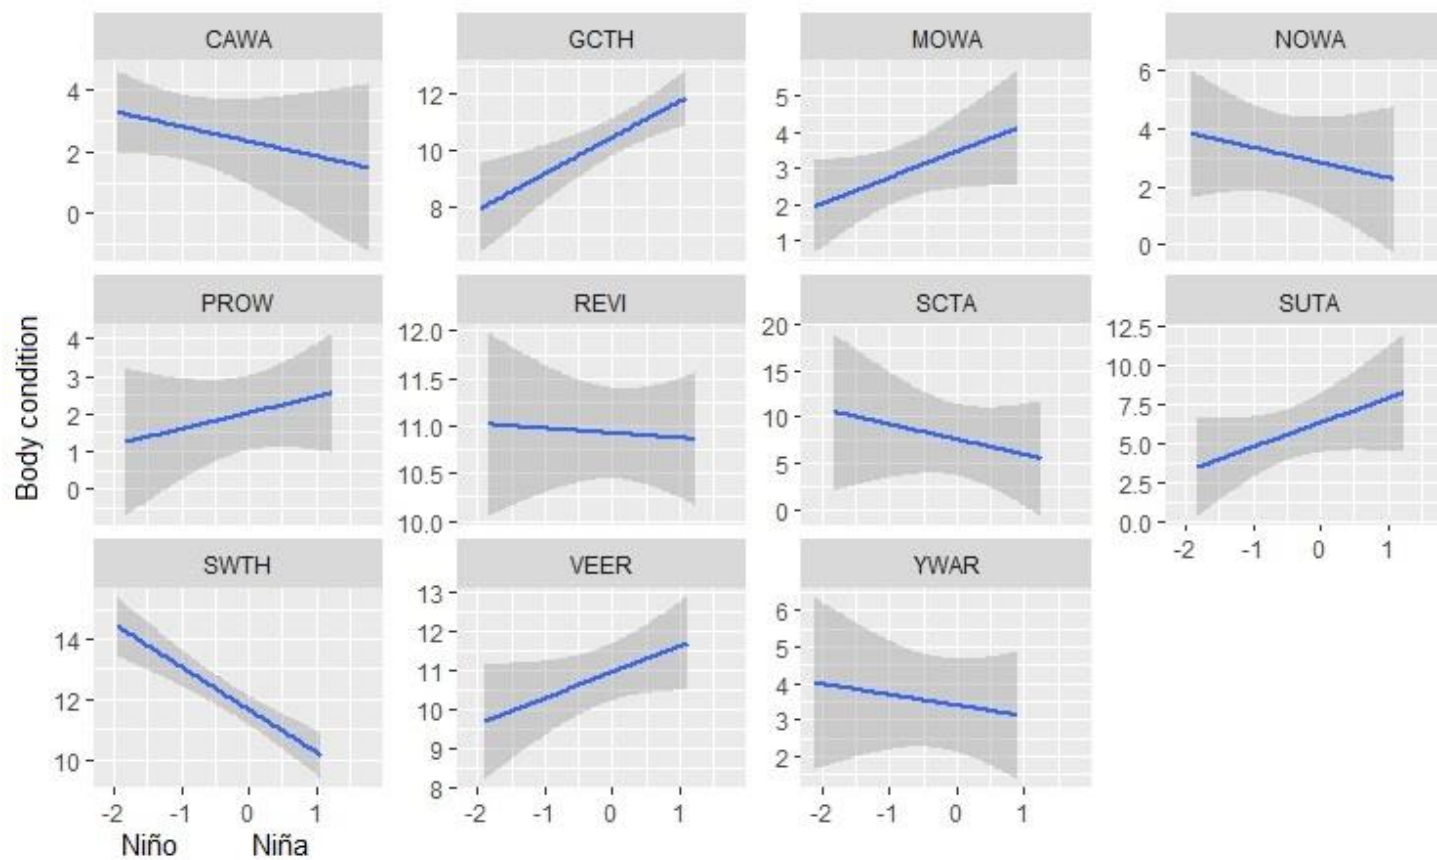 CAWA GCTH MOWA NOWA
4 2 0
12 10 8
5 4 3 2 1
6 4 2 0
Body condition
PROW REVI SCTA SUTA
4 3 2 1 0
12.0 11.5 11.0 10.5 10.0
20 15 10 5 0
12.5 10.0 7.5 5.0 2.5 0.0
-2 -1 0 1
SWTH VEER YWAR
14 12 10
13 12 11 10 9 8
6 5 4 3 2
-2 -1 0 1 -2 -1 0 1 -2 -1 0 1
Niño Niña